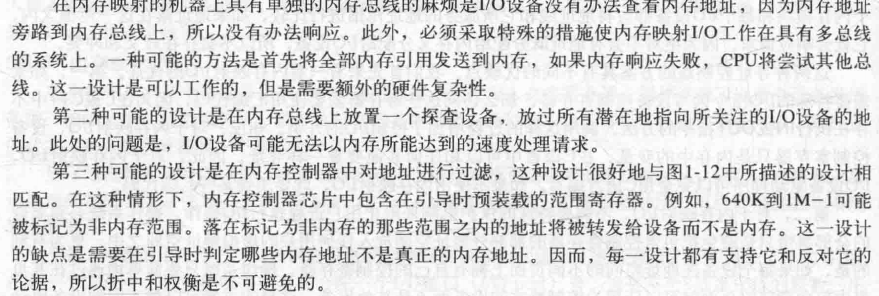 在内存映射的机器上具有单独的内存总线的麻烦是I/O设备没有办法查看内存地址，因为内存地址
旁路到内存总线上，所以没有办法响应。此外，必须采取特殊的措施使内存映射I/O工作在具有多总线
的系统上。一种可能的方法是首先将全部内存引用发送到内存，如果内存响应失败，CPU将尝试其他总
线。这一设计是可以工作的，但是需要额外的硬件复杂性。
第二种可能的设计是在内存总线上放置一个探查设备，放过所有潜在地指向所关注的I/O设备的地
址。此处的问题是，I/O设备可能无法以内存所能达到的速度处理请求。
第三种可能的设计是在内存控制器中对地址进行过滤，这种设计很好地与图1-12中所描述的设计相
匹配。在这种情形下，内存控制器芯片中包含在引导时预装载的范围寄存器。例如，640K到1M－1可能
被标记为非内存范围。落在标记为非内存的那些范围之内的地址将被转发给设备而不是内存。这一设计
的缺点是需要在引导时判定哪些内存地址不是真正的内存地址。因而，每一设计都有支持它和反对它的
论据，所以折中和权衡是不可避免的。